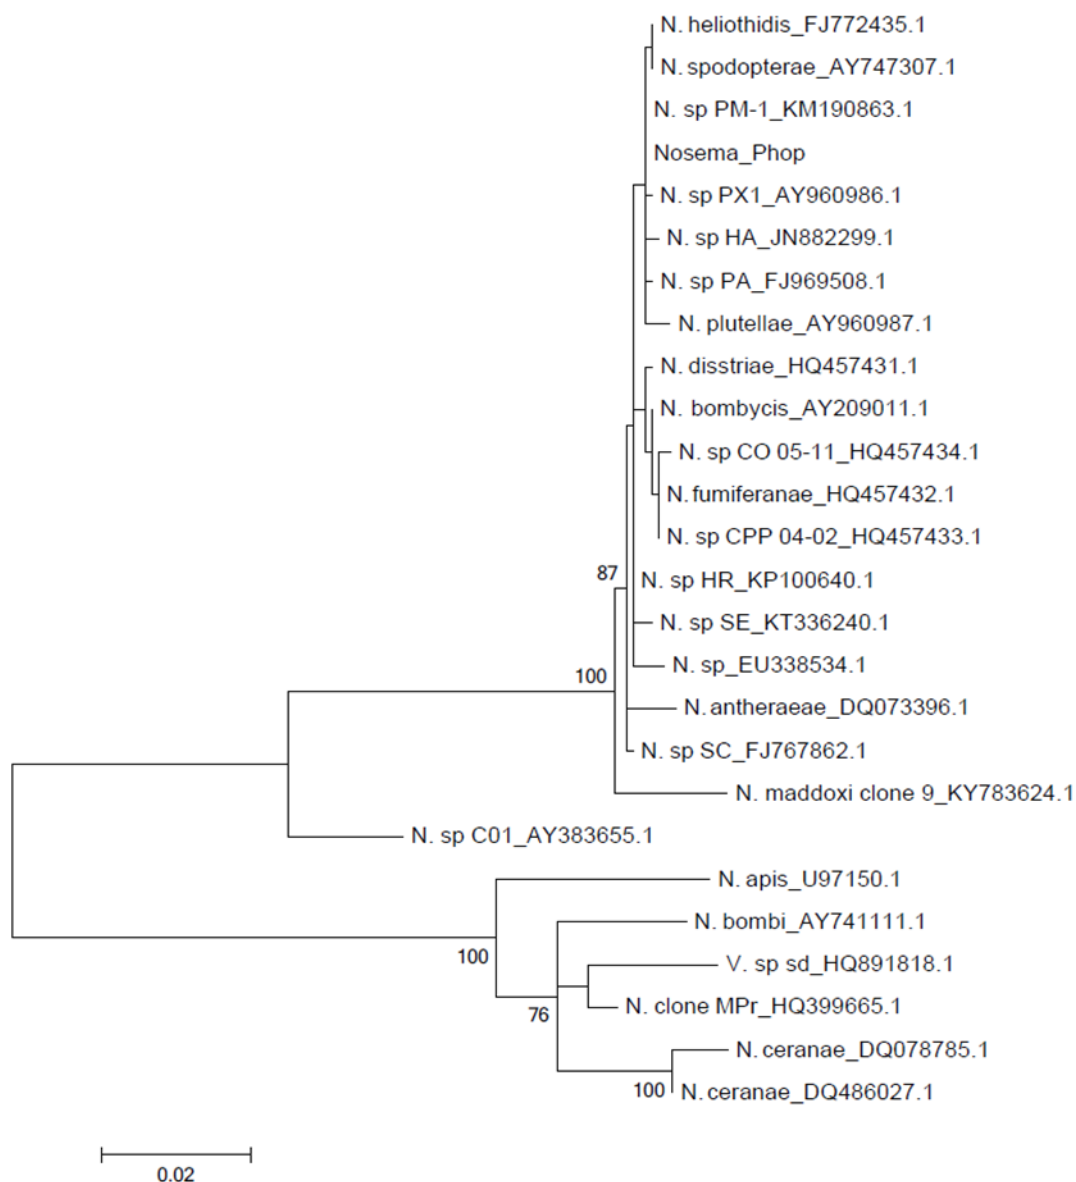 N. heliothidis_FJ772435.1
N. spodopterae_AY747307.1
N. sp PM-1_KM190863.1
Nosema_Phop
N. sp PX1_AY960986.1
N. sp HA_JN882299.1
N. sp PA_FJ969508.1
N. plutellae_AY960987.1
N. disstriae_HQ457431.1
N. bombycis_AY209011.1
N. sp CO 05-11_HQ457434.1
N. fumiferanae_HQ457432.1
N. sp CPP 04-02_HQ457433.1
87
N. sp HR_KP100640.1
N. sp SE_KT336240.1
N. sp_EU338534.1
100
N. antheraeae_DQ073396.1
N. sp SC_FJ767862.1
N. maddoxi clone 9_KY783624.1
N. sp C01_AY383655.1
N. apis_U97150.1
N. bombi_AY741111.1
100
V. sp sd_HQ891818.1
N. clone MPr_HQ399665.1
76
N. ceranae_DQ078785.1
100
N. ceranae_DQ486027.1
0.02